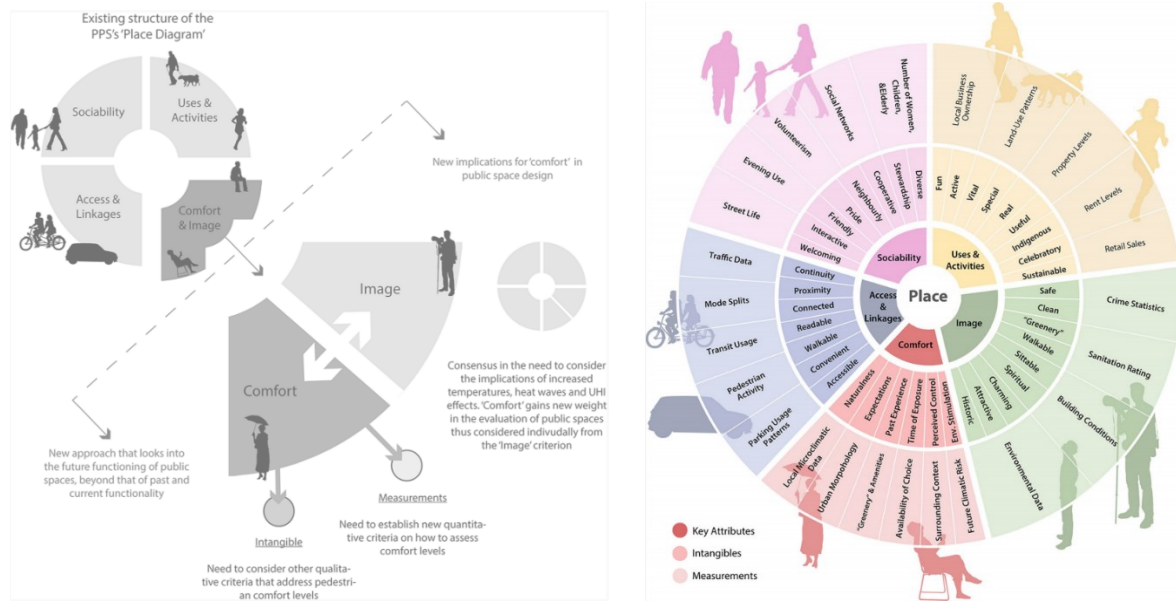 Existing structure of the
PPS's 'Place Diagram'
Sociability
Uses &
Activities
Access &
Linkages
Comfort
& Image
New implications for 'comfort' in
public space design
Image
Comfort
Consensus in the need to consider
the implications of increased
temperatures, heat waves and UHI
effects. 'Comfort' gains new weight
in the evaluation of public spaces
thus considered indivudally from
the 'Image' criterion
New approach that looks into
the future functioning of public
spaces, beyond that of past and
current functionality
Measurements
Need to establish new quantita-
tive criteria on how to assess
comfort levels
Intangible
Need to consider other qualita-
tive criteria that address pedestri-
an comfort levels
Place
Sociability
Uses &
Activities
Image
Comfort
Access
&
Linkages
Welcoming
Interactive
Friendly
Pride
Neighbourly
Cooperative
Stewardship
Diverse
Street Life
Evening Use
Volunteerism
Social Networks
Number of Women,
Children,
&Elderly
Fun
Active
Vital
Special
Real
Useful
Indigenous
Celebratory
Sustainable
Local Business
Ownership
Land-Use Patterns
Property Levels
Rent Levels
Retail Sales
Safe
Clean
"Greenery"
Walkable
Sittable
Spiritual
Charming
Attractive
Historic
Crime Statistics
Sanitation Rating
Building Conditions
Environmental Data
Naturalness
Expectations
Past Experience
Time of Exposure
Perceived Control
Env. Stimulation
Local Microclimatic
Data
Urban Morphology
"Greenery" & Amenities
Availability of Choice
Surrounding Context
Future Climatic Risk
Continuity
Proximity
Connected
Readable
Walkable
Convenient
Accessible
Traffic Data
Mode Splits
Transit Usage
Pedestrian
Activity
Parking Usage
Patterns
Key Attributes
Intangibles
Measurements